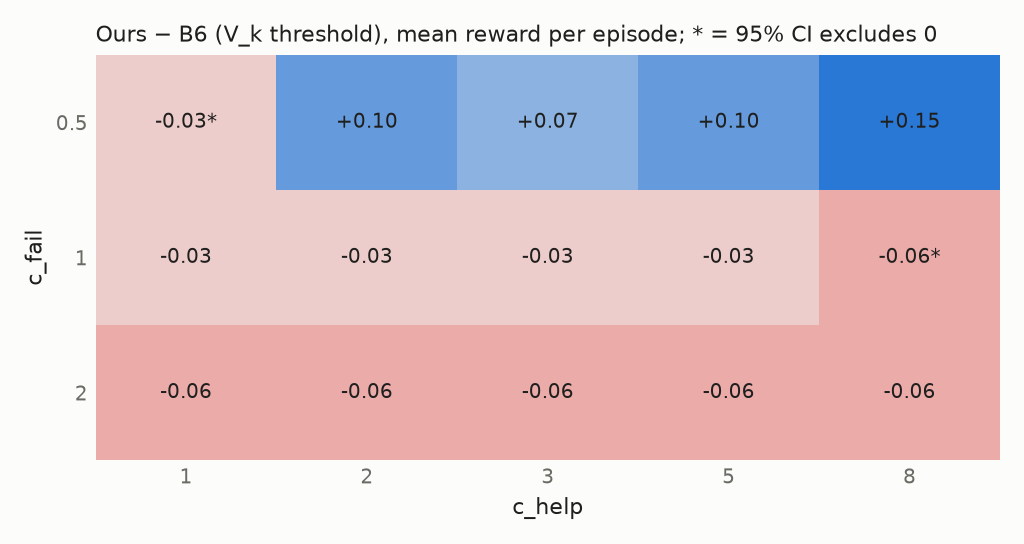 Ours − B6 (V_k threshold), mean reward per episode; * = 95% CI excludes 0
0.5 -0.03* +0.10 +0.07 +0.10 +0.15
c_fail
1 -0.03 -0.03 -0.03 -0.03 -0.06*
2 -0.06 -0.06 -0.06 -0.06 -0.06
1 2 3 5 8
c_help